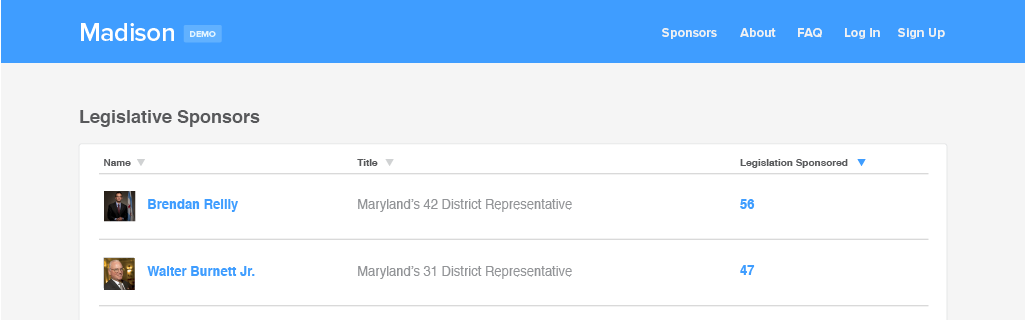 Madison DEMO Sponsors About FAQ Log In Sign Up
Legislative Sponsors
Name Title Legislation Sponsored
Brendan Reilly Maryland's 42 District Representative 56
Walter Burnett Jr. Maryland's 31 District Representative 47